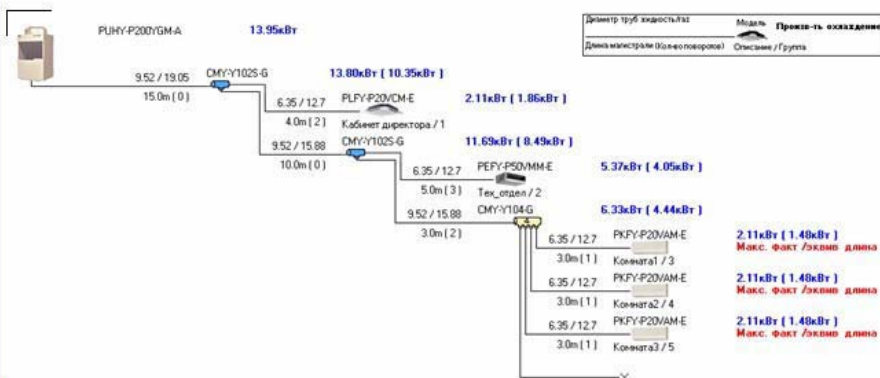 Диаметр труб жидкость/газ
Модель Произв-ть охлаждение
Длина магистрали (Кол-во поворотов) Описание / Группа
PUHY-P200YGM-A 13.95кВт
9.52 / 19.05 CMY-Y102S-G 13.80кВт ( 10.35кВт )
15.0m ( 0 )
6.35 / 12.7 PLFY-P20VCM-E 2.11кВт ( 1.86кВт )
4.0m ( 2 ) Кабинет директора / 1
9.52 / 15.88 CMY-Y102S-G 11.69кВт ( 8.49кВт )
10.0m ( 0 )
6.35 / 12.7 PEFY-P50VMM-E 5.37кВт ( 4.05кВт )
5.0m ( 3 ) Тех_отдел / 2
9.52 / 15.88 CMY-Y104-G 6.33кВт ( 4.44кВт )
3.0m ( 2 ) 4
6.35 / 12.7 PKFY-P20VAM-E 2.11кВт ( 1.48кВт )
Макс. факт /эквив длина
3.0m ( 1 ) Комната1 / 3
6.35 / 12.7 PKFY-P20VAM-E 2.11кВт ( 1.48кВт )
Макс. факт /эквив длина
3.0m ( 1 ) Комната2 / 4
6.35 / 12.7 PKFY-P20VAM-E 2.11кВт ( 1.48кВт )
Макс. факт /эквив длина
3.0m ( 1 ) Комната3 / 5